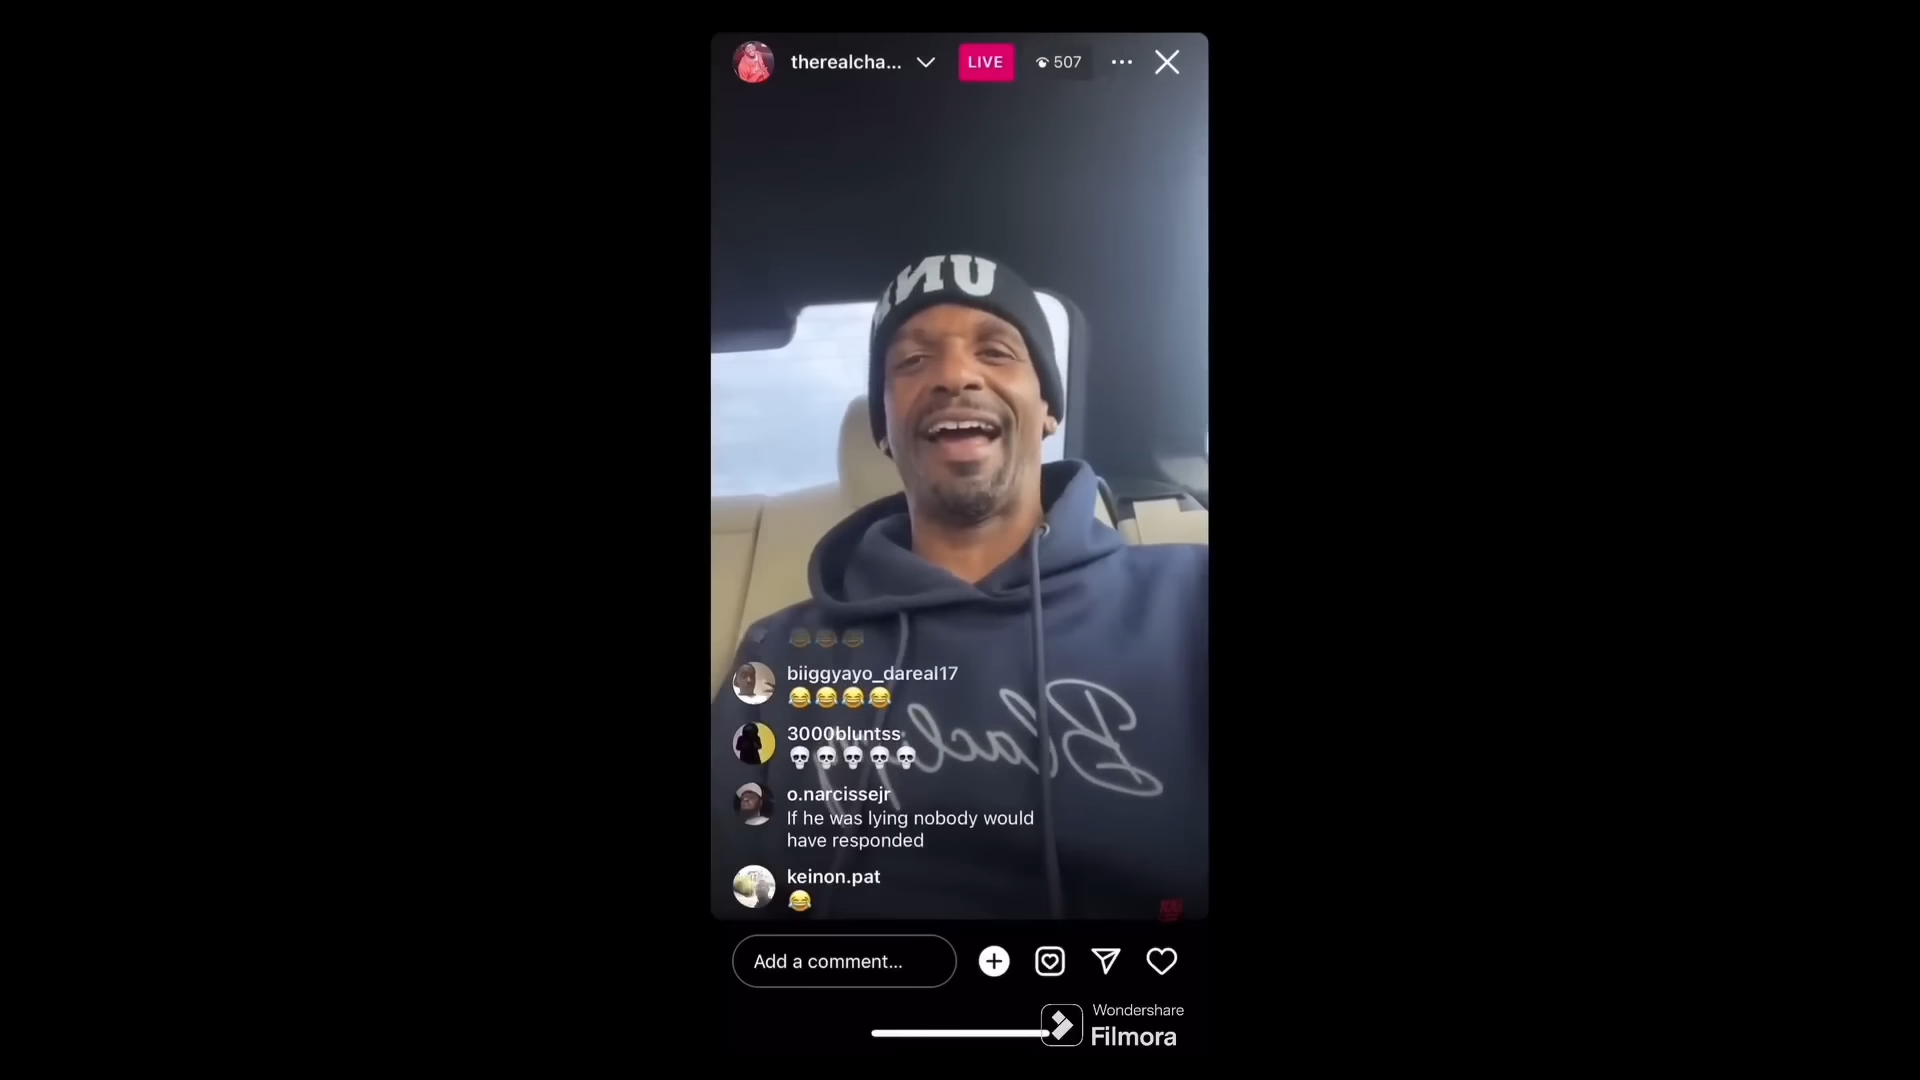 therealcha...
LIVE
507
UN
biiggyayo_dareal17
😂😂😂😂
3000bluntss
💀💀💀💀💀
o.narcissejr
If he was lying nobody would
have responded
keinon.pat
😂
Add a comment...
Wondershare
Filmora